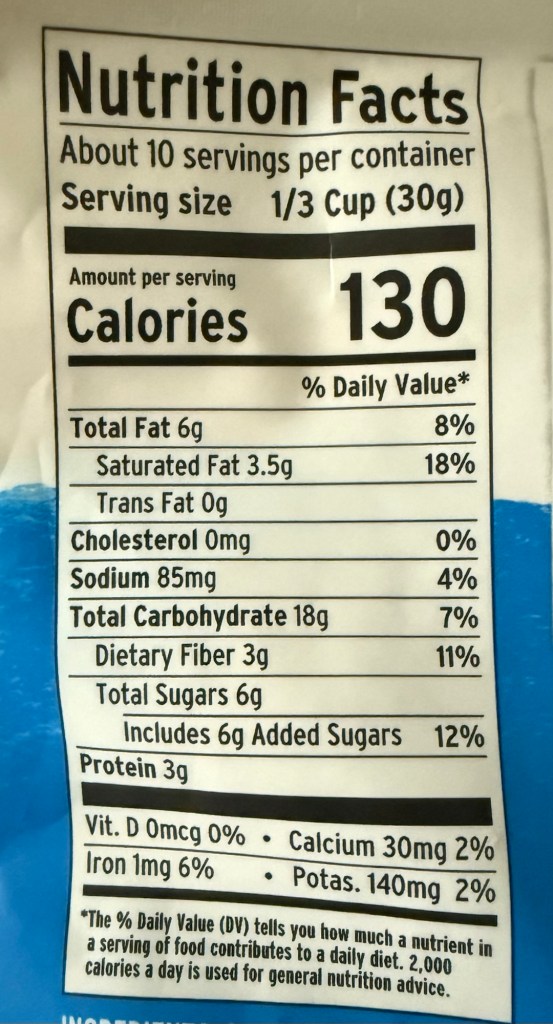 Nutrition Facts
About 10 servings per container
Serving size 1/3 Cup (30g)
Amount per serving
Calories 130
% Daily Value*
Total Fat 6g 8%
Saturated Fat 3.5g 18%
Trans Fat 0g
Cholesterol 0mg 0%
Sodium 85mg 4%
Total Carbohydrate 18g 7%
Dietary Fiber 3g 11%
Total Sugars 6g
Includes 6g Added Sugars 12%
Protein 3g
Vit. D 0mcg 0% • Calcium 30mg 2%
Iron 1mg 6% • Potas. 140mg 2%
*The % Daily Value (DV) tells you how much a nutrient in
a serving of food contributes to a daily diet. 2,000
calories a day is used for general nutrition advice.